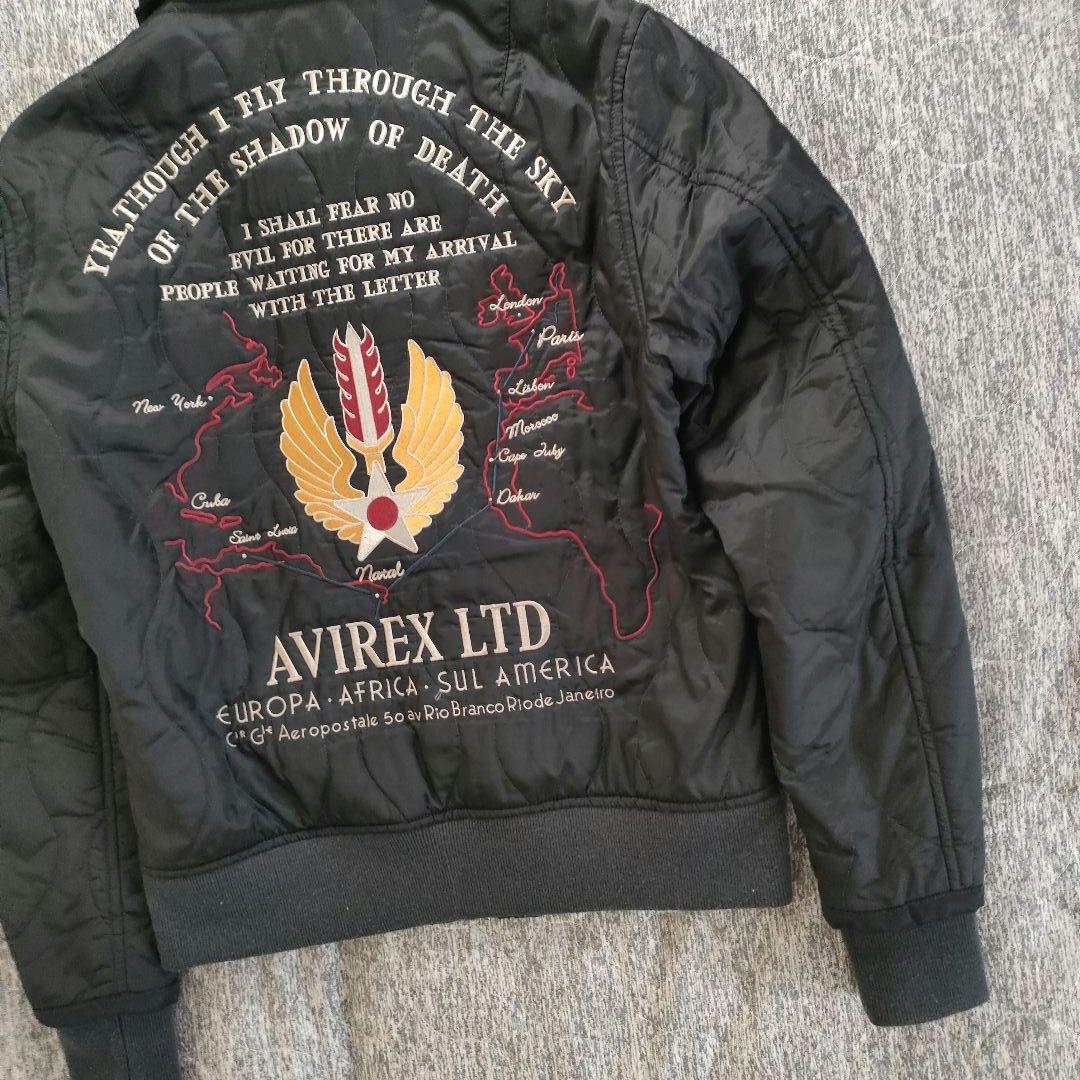 YEA,THOUGH I FLY THROUGH THE SKY
OF THE SHADOW OF DEATH
I SHALL FEAR NO
EVIL FOR THERE ARE
PEOPLE WAITING FOR MY ARRIVAL
WITH THE LETTER
London
Paris
New York
Lisbon
Morocco
Cape Juby
Cuba
Dakar
Saint Lucia
Natal
AVIREX LTD
EUROPA · AFRICA · SUL AMERICA
Cie Gle Aeropostale 50 av Rio Branco Rio de Janeiro